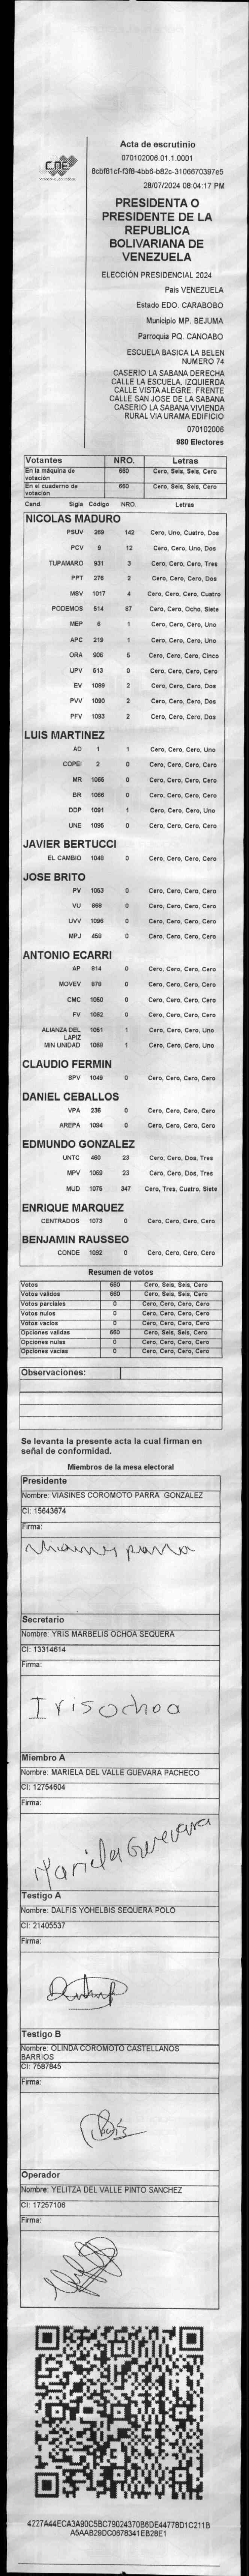 CNE
Acta de escrutinio
070102006.01.1.0001
8cbf81cf-f3f8-4bb6-b82c-3106670397e5
28/07/2024 08:04:17 PM
PRESIDENTA O
PRESIDENTE DE LA
REPUBLICA
BOLIVARIANA DE
VENEZUELA
ELECCIÓN PRESIDENCIAL 2024
Pais VENEZUELA
Estado EDO. CARABOBO
Municipio MP. BEJUMA
Parroquia PQ. CANOABO
ESCUELA BASICA LA BELEN
NUMERO 74
CASERIO LA SABANA DERECHA
CALLE LA ESCUELA. IZQUIERDA
CALLE VISTA ALEGRE. FRENTE
CALLE SAN JOSE DE LA SABANA
CASERIO LA SABANA VIVIENDA
RURAL VIA URAMA EDIFICIO
070102006
980 Electores
Votantes NRO. Letras
En la máquina de votación 660 Cero, Seis, Seis, Cero
En el cuaderno de votación 660 Cero, Seis, Seis, Cero
Cand. Sigla Código NRO. Letras
NICOLAS MADURO
PSUV 269 142 Cero, Uno, Cuatro, Dos
PCV 9 12 Cero, Cero, Uno, Dos
TUPAMARO 931 3 Cero, Cero, Cero, Tres
PPT 276 2 Cero, Cero, Cero, Dos
MSV 1017 4 Cero, Cero, Cero, Cuatro
PODEMOS 514 87 Cero, Cero, Ocho, Siete
MEP 6 1 Cero, Cero, Cero, Uno
APC 219 1 Cero, Cero, Cero, Uno
ORA 906 5 Cero, Cero, Cero, Cinco
UPV 613 0 Cero, Cero, Cero, Cero
EV 1089 2 Cero, Cero, Cero, Dos
PVV 1090 2 Cero, Cero, Cero, Dos
PFV 1093 2 Cero, Cero, Cero, Dos
LUIS MARTINEZ
AD 1 1 Cero, Cero, Cero, Uno
COPEI 2 0 Cero, Cero, Cero, Cero
MR 1065 0 Cero, Cero, Cero, Cero
BR 1066 0 Cero, Cero, Cero, Cero
DDP 1091 1 Cero, Cero, Cero, Uno
UNE 1095 0 Cero, Cero, Cero, Cero
JAVIER BERTUCCI
EL CAMBIO 1048 0 Cero, Cero, Cero, Cero
JOSE BRITO
PV 1053 0 Cero, Cero, Cero, Cero
VU 868 0 Cero, Cero, Cero, Cero
UVV 1096 0 Cero, Cero, Cero, Cero
MPJ 450 0 Cero, Cero, Cero, Cero
ANTONIO ECARRI
AP 814 0 Cero, Cero, Cero, Cero
MOVEV 878 0 Cero, Cero, Cero, Cero
CMC 1050 0 Cero, Cero, Cero, Cero
FV 1052 0 Cero, Cero, Cero, Cero
ALIANZA DEL LAPIZ 1051 1 Cero, Cero, Cero, Uno
MIN UNIDAD 1069 1 Cero, Cero, Cero, Uno
CLAUDIO FERMIN
SPV 1049 0 Cero, Cero, Cero, Cero
DANIEL CEBALLOS
VPA 236 0 Cero, Cero, Cero, Cero
AREPA 1094 0 Cero, Cero, Cero, Cero
EDMUNDO GONZALEZ
UNTC 460 23 Cero, Cero, Dos, Tres
MPV 1059 23 Cero, Cero, Dos, Tres
MUD 1075 347 Cero, Tres, Cuatro, Siete
ENRIQUE MARQUEZ
CENTRADOS 1073 0 Cero, Cero, Cero, Cero
BENJAMIN RAUSSEO
CONDE 1092 0 Cero, Cero, Cero, Cero
Resumen de votos
Votos 660 Cero, Seis, Seis, Cero
Votos validos 660 Cero, Seis, Seis, Cero
Votos parciales 0 Cero, Cero, Cero, Cero
Votos nulos 0 Cero, Cero, Cero, Cero
Votos vacios 0 Cero, Cero, Cero, Cero
Opciones validas 660 Cero, Seis, Seis, Cero
Opciones nulas 0 Cero, Cero, Cero, Cero
Opciones vacias 0 Cero, Cero, Cero, Cero
Observaciones:
Se levanta la presente acta la cual firman en
señal de conformidad.
Miembros de la mesa electoral
Presidente
Nombre: VIASINES COROMOTO PARRA GONZALEZ
CI: 15643674
Firma:
parra
Secretario
Nombre: YRIS MARBELIS OCHOA SEQUERA
CI: 13314614
Firma:
Irisochoa
Miembro A
Nombre: MARIELA DEL VALLE GUEVARA PACHECO
CI: 12754604
Firma:
Mariela Guevara
Testigo A
Nombre: DALFIS YOHELBIS SEQUERA POLO
CI: 21405537
Firma:
Testigo B
Nombre: OLINDA COROMOTO CASTELLANOS
BARRIOS
CI: 7587845
Firma:
Operador
Nombre: YELITZA DEL VALLE PINTO SANCHEZ
CI: 17257106
Firma:
4227A44ECA3A90C5BC79024370B6DE44778D1C211B
A5AAB29DC0678341EB28E1